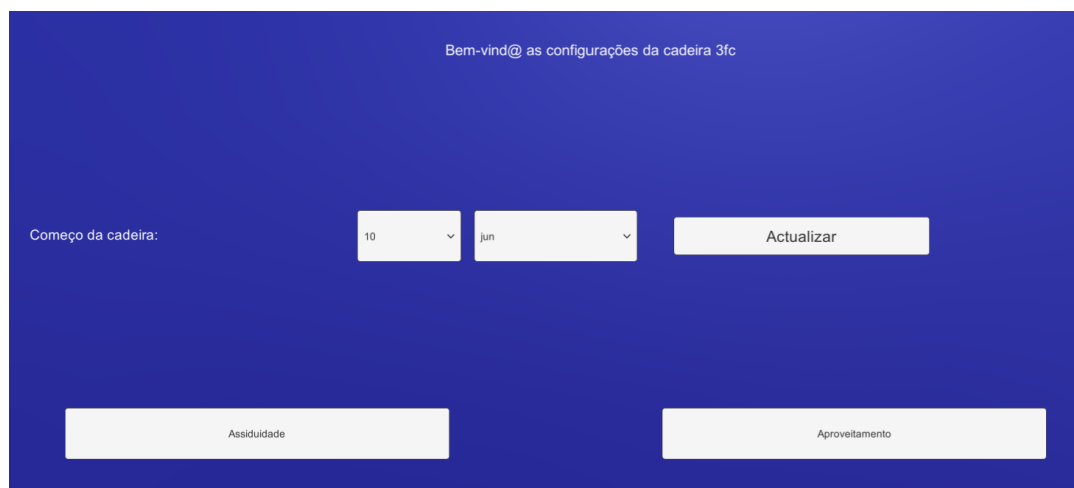 Bem-vind@ as configurações da cadeira 3fc
Começo da cadeira: 10 jun Actualizar
Assiduidade Aproveitamento